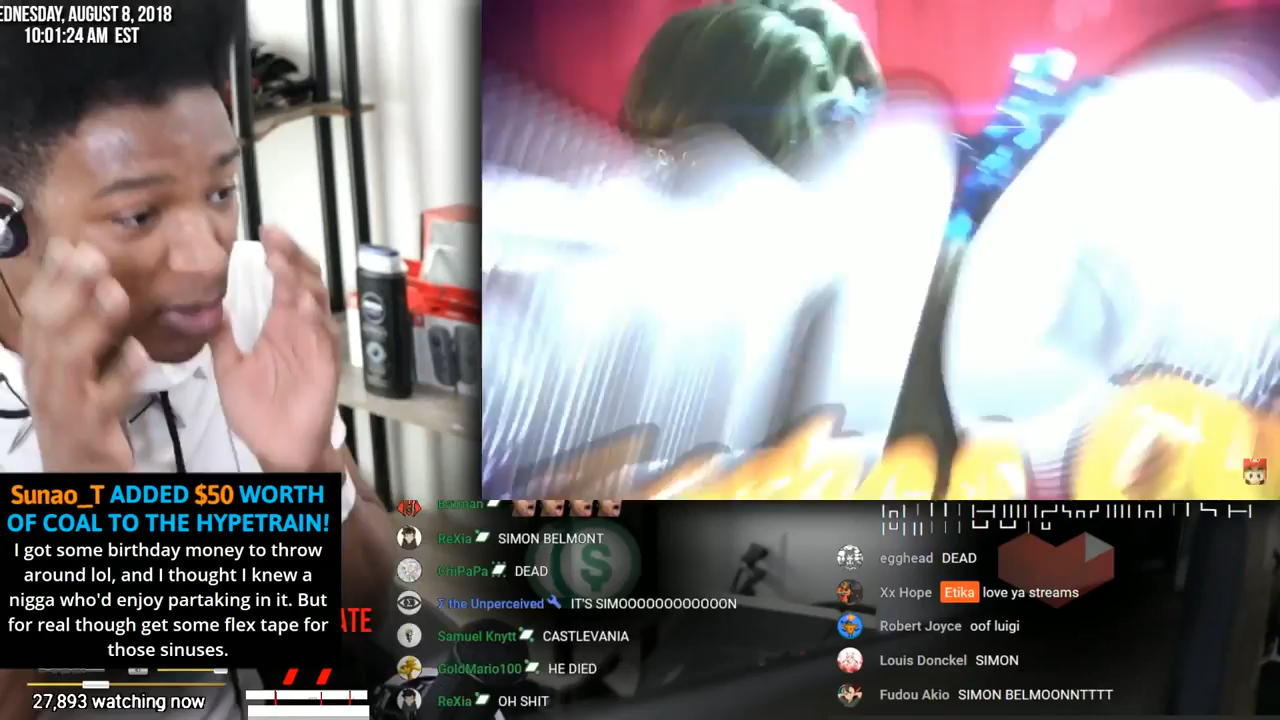 EDNESDAY, AUGUST 8, 2018
10:01:24 AM EST
Sunao_T ADDED $50 WORTH
OF COAL TO THE HYPETRAIN!
I got some birthday money to throw
around lol, and I thought I knew a
nigga who'd enjoy partaking in it. But
for real though get some flex tape for
those sinuses.
ATE
27,893 watching now
ReXia SIMON BELMONT
DEAD
Σ the Unperceived IT'S SIMOOOOOOOOOOOON
Samuel Knytt CASTLEVANIA
GoldMario100 HE DIED
ReXia OH SHIT
egghead DEAD
Xx Hope Etika love ya streams
Robert Joyce oof luigi
Louis Donckel SIMON
Fudou Akio SIMON BELMOONNTTTT
NIVEA